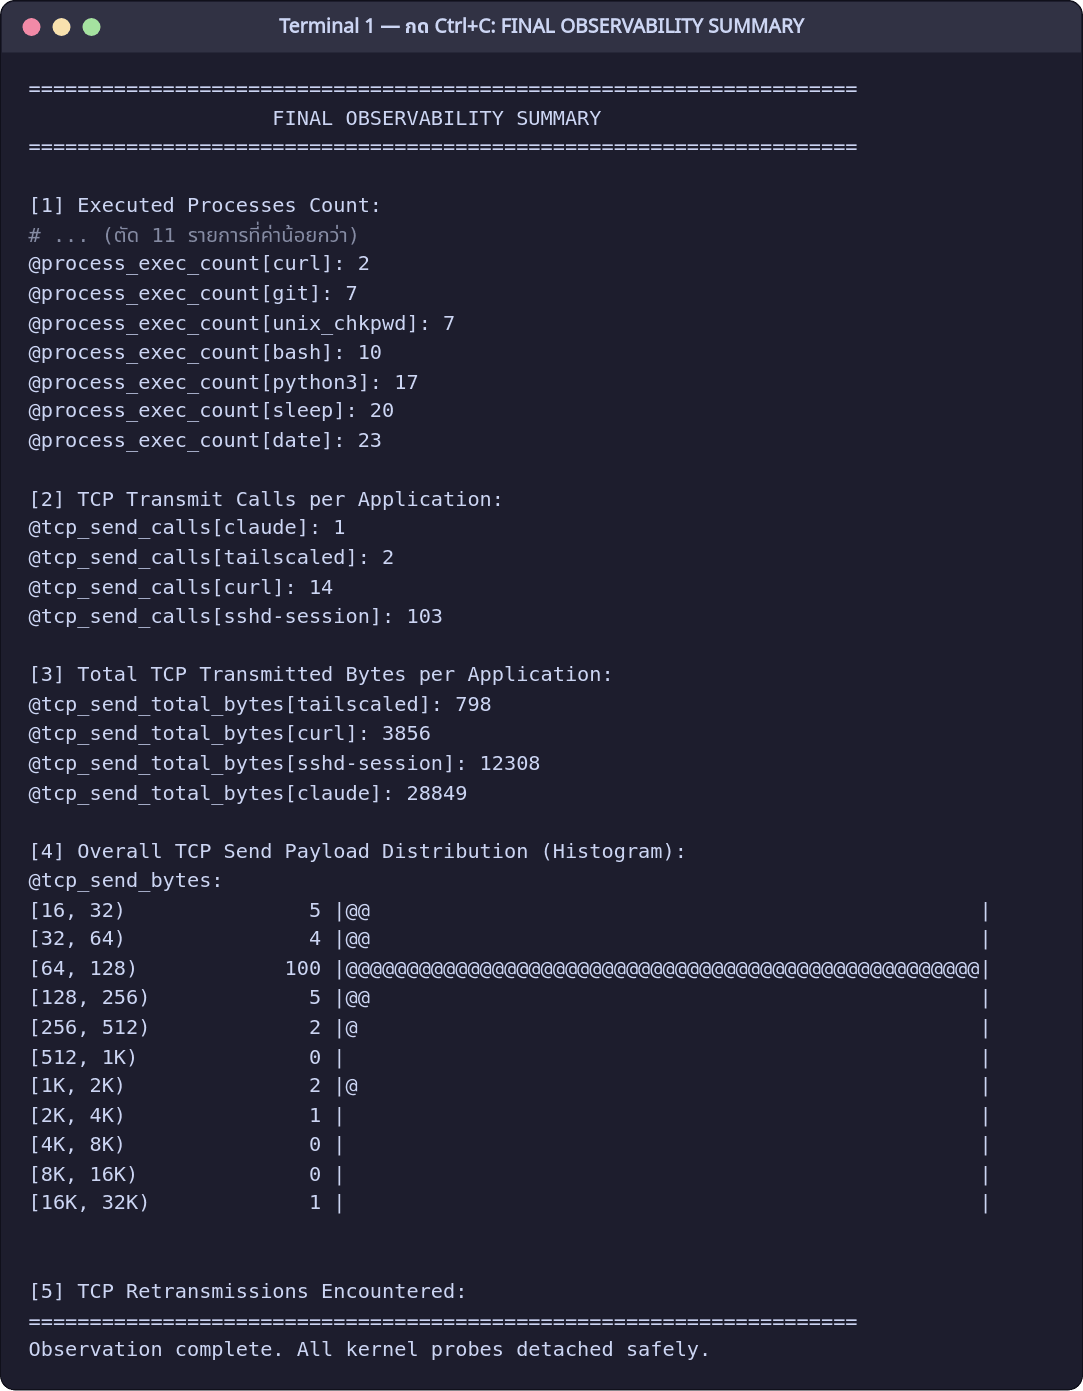 Terminal 1 — กด Ctrl+C: FINAL OBSERVABILITY SUMMARY
====================================================================
                    FINAL OBSERVABILITY SUMMARY
====================================================================
[1] Executed Processes Count:
# ... (ตัด 11 รายการที่ค่าน้อยกว่า)
@process_exec_count[curl]: 2
@process_exec_count[git]: 7
@process_exec_count[unix_chkpwd]: 7
@process_exec_count[bash]: 10
@process_exec_count[python3]: 17
@process_exec_count[sleep]: 20
@process_exec_count[date]: 23
[2] TCP Transmit Calls per Application:
@tcp_send_calls[claude]: 1
@tcp_send_calls[tailscaled]: 2
@tcp_send_calls[curl]: 14
@tcp_send_calls[sshd-session]: 103
[3] Total TCP Transmitted Bytes per Application:
@tcp_send_total_bytes[tailscaled]: 798
@tcp_send_total_bytes[curl]: 3856
@tcp_send_total_bytes[sshd-session]: 12308
@tcp_send_total_bytes[claude]: 28849
[4] Overall TCP Send Payload Distribution (Histogram):
@tcp_send_bytes:
[16, 32)               5 |@@                                                  |
[32, 64)               4 |@@                                                  |
[64, 128)            100 |@@@@@@@@@@@@@@@@@@@@@@@@@@@@@@@@@@@@@@@@@@@@@@@@@@@@|
[128, 256)             5 |@@                                                  |
[256, 512)             2 |@                                                   |
[512, 1K)              0 |                                                    |
[1K, 2K)               2 |@                                                   |
[2K, 4K)               1 |                                                    |
[4K, 8K)               0 |                                                    |
[8K, 16K)              0 |                                                    |
[16K, 32K)             1 |                                                    |
[5] TCP Retransmissions Encountered:
====================================================================
Observation complete. All kernel probes detached safely.